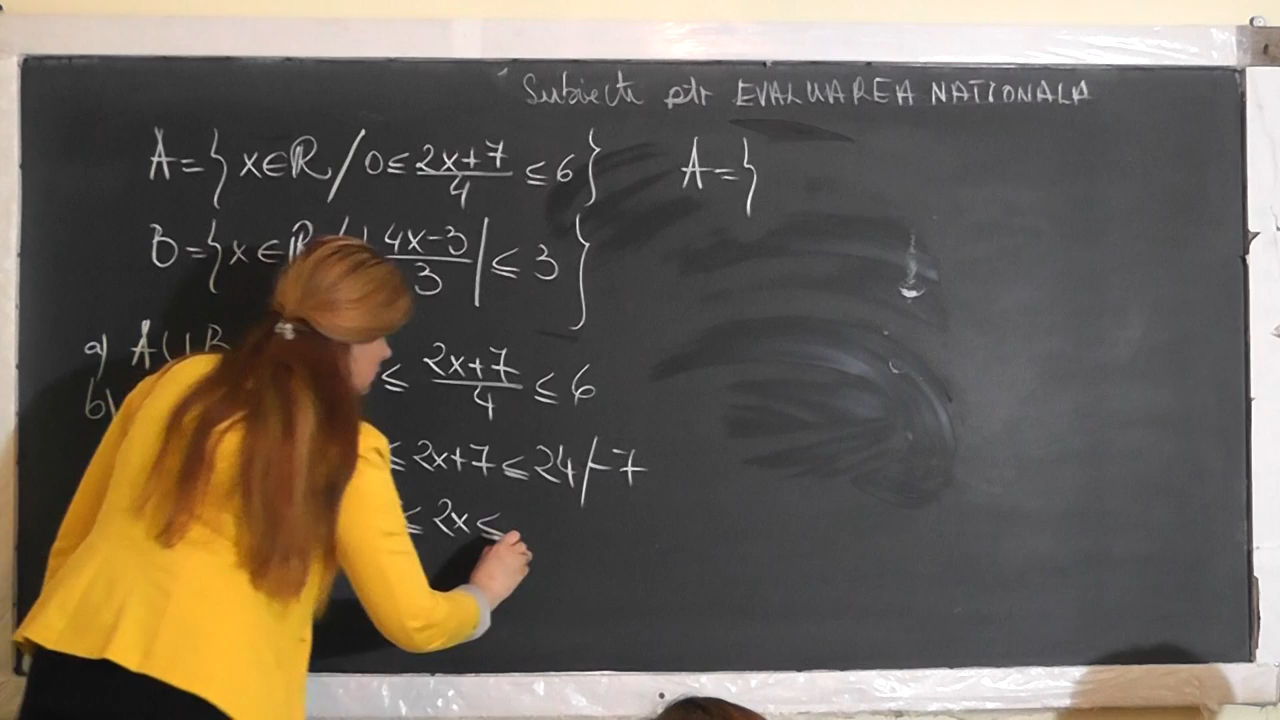 Subiecte ptr EVALUAREA NATIONALA
A={ x∈ℝ / 0≤ (2x+7)/4 ≤6}
B={x∈ℝ / |(4x-3)/3| ≤ 3}
a) A∪B
b)
≤ (2x+7)/4 ≤ 6
≤ 2x+7 ≤ 24 /-7
≤ 2x ≤
A={